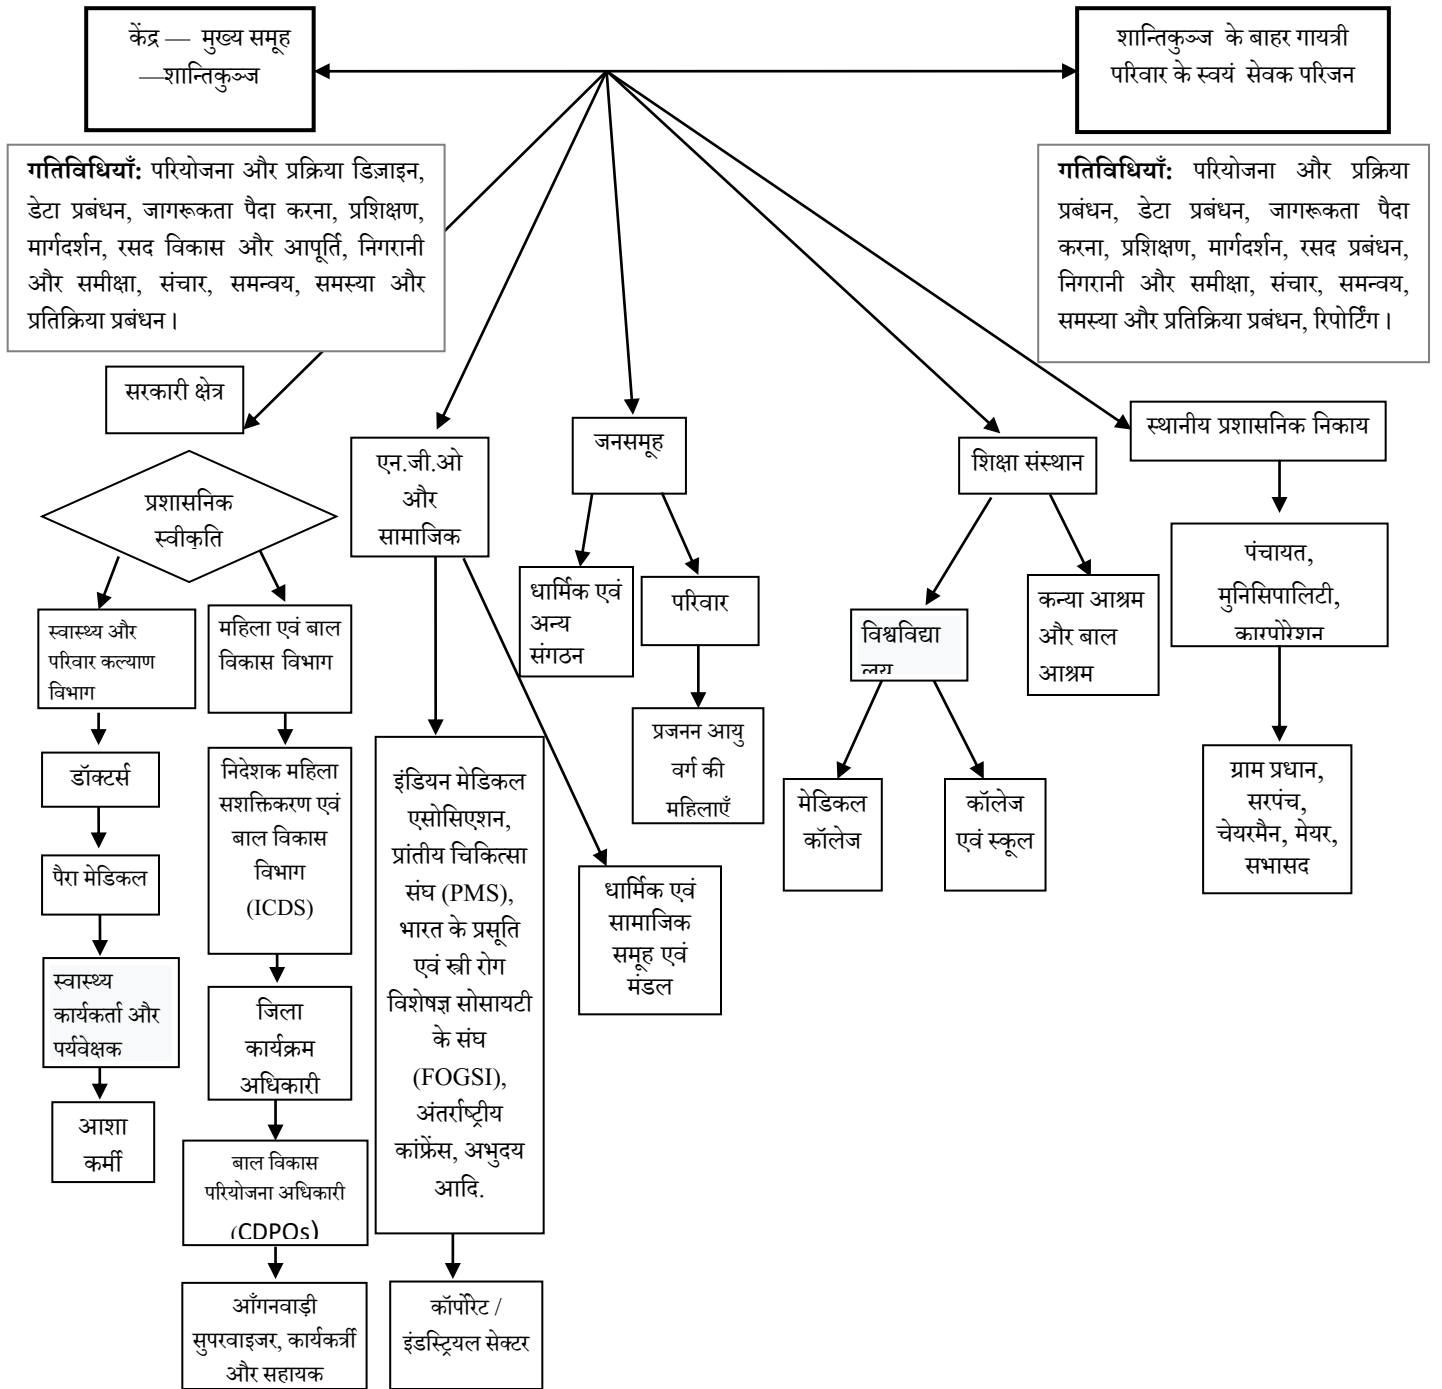 केंद्र — मुख्य समूह
—शान्तिकुञ्ज
शान्तिकुञ्ज के बाहर गायत्री
परिवार के स्वयं सेवक परिजन
गतिविधियाँ: परियोजना और प्रक्रिया डिज़ाइन,
डेटा प्रबंधन, जागरूकता पैदा करना, प्रशिक्षण,
मार्गदर्शन, रसद विकास और आपूर्ति, निगरानी
और समीक्षा, संचार, समन्वय, समस्या और
प्रतिक्रिया प्रबंधन।
गतिविधियाँ: परियोजना और प्रक्रिया
प्रबंधन, डेटा प्रबंधन, जागरूकता पैदा
करना, प्रशिक्षण, मार्गदर्शन, रसद प्रबंधन,
निगरानी और समीक्षा, संचार, समन्वय,
समस्या और प्रतिक्रिया प्रबंधन, रिपोर्टिंग।
सरकारी क्षेत्र
प्रशासनिक
स्वीकृति
स्वास्थ्य और
परिवार कल्याण
विभाग
डॉक्टर्स
पैरा मेडिकल
स्वास्थ्य
कार्यकर्ता और
पर्यवेक्षक
आशा
कर्मी
महिला एवं बाल
विकास विभाग
निदेशक महिला
सशक्तिकरण एवं
बाल विकास
विभाग
(ICDS)
जिला
कार्यक्रम
अधिकारी
बाल विकास
परियोजना अधिकारी
(CDPOs)
आँगनवाड़ी
सुपरवाइजर, कार्यकर्त्री
और सहायक
एन.जी.ओ
और
सामाजिक
इंडियन मेडिकल
एसोसिएशन,
प्रांतीय चिकित्सा
संघ (PMS),
भारत के प्रसूति
एवं स्त्री रोग
विशेषज्ञ सोसायटी
के संघ
(FOGSI),
अंतर्राष्ट्रीय
कांफ्रेंस, अभुदय
आदि.
कॉर्पोरेट /
इंडस्ट्रियल सेक्टर
धार्मिक एवं
सामाजिक
समूह एवं
मंडल
जनसमूह
धार्मिक एवं
अन्य
संगठन
परिवार
प्रजनन आयु
वर्ग की
महिलाएँ
शिक्षा संस्थान
विश्वविद्या
लय
मेडिकल
कॉलेज
कॉलेज
एवं स्कूल
कन्या आश्रम
और बाल
आश्रम
स्थानीय प्रशासनिक निकाय
पंचायत,
मुनिसिपालिटी,
कारपोरेशन
ग्राम प्रधान,
सरपंच,
चेयरमैन, मेयर,
सभासद